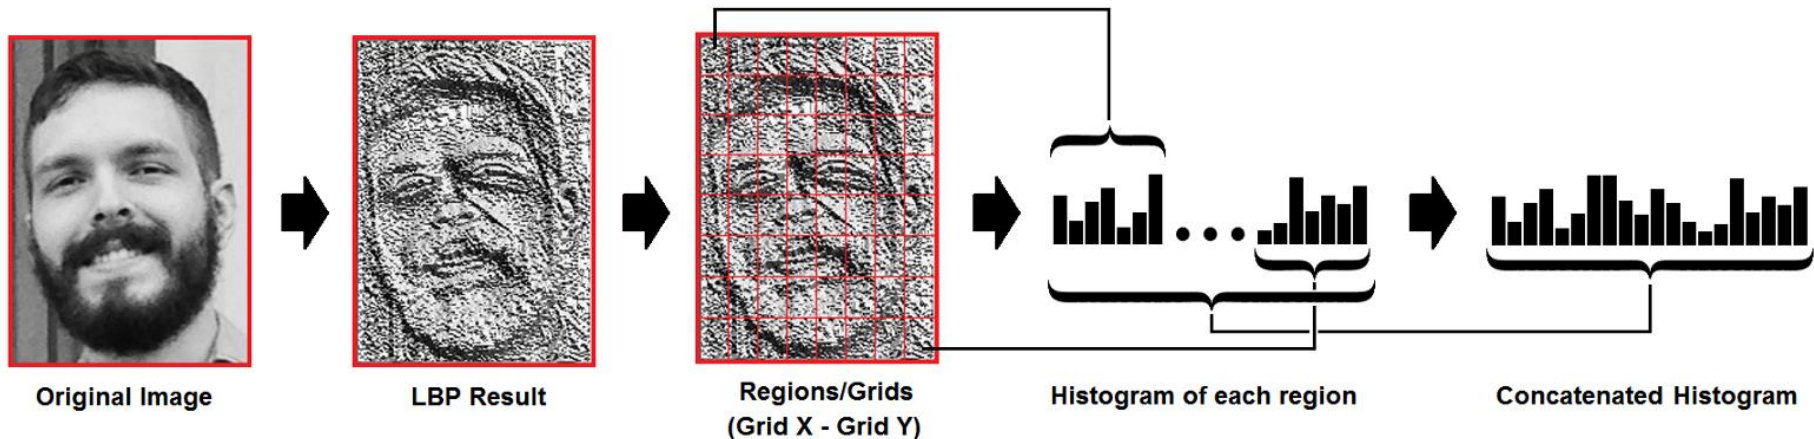 Original Image
LBP Result
Regions/Grids
(Grid X - Grid Y)
Histogram of each region
Concatenated Histogram